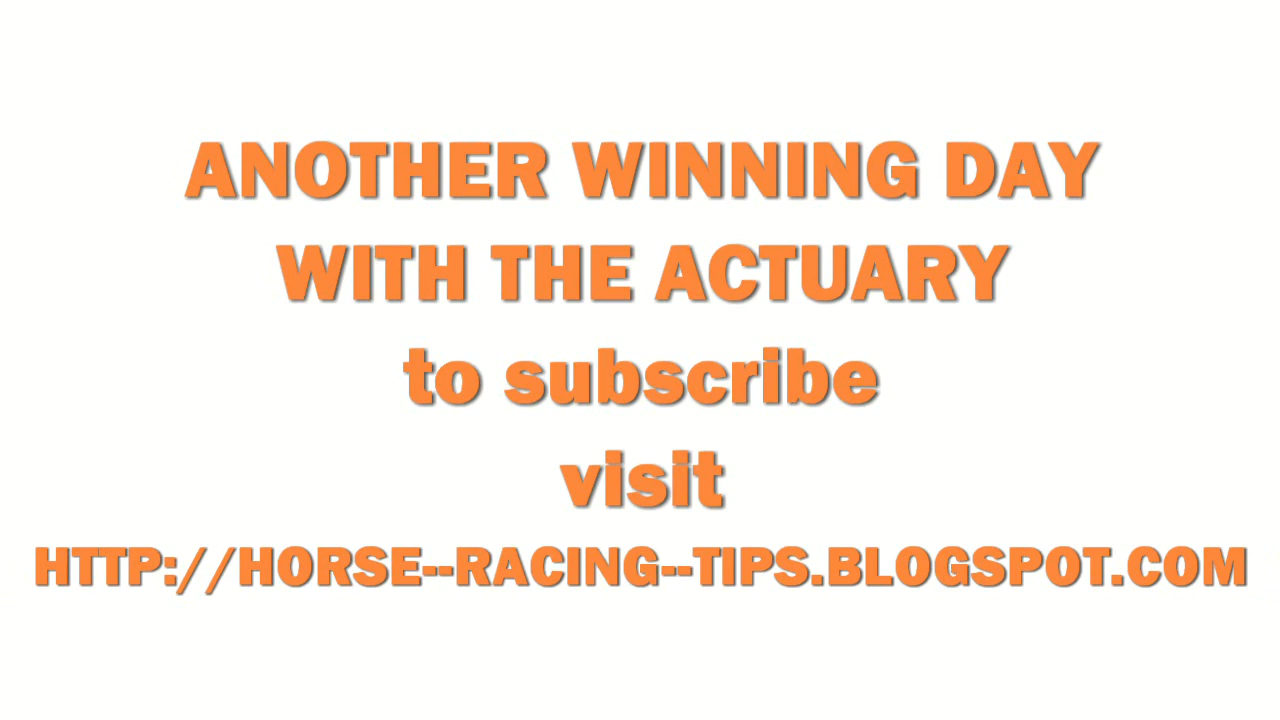 ANOTHER WINNING DAY
WITH THE ACTUARY
to subscribe
visit
HTTP://HORSE--RACING--TIPS.BLOGSPOT.COM